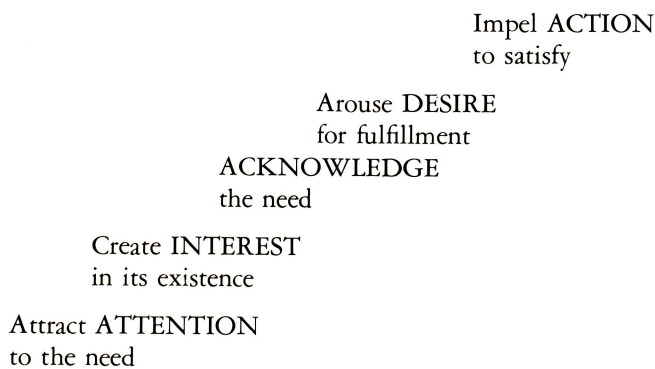 Impel ACTION
to satisfy
Arouse DESIRE
for fulfillment
ACKNOWLEDGE
the need
Create INTEREST
in its existence
Attract ATTENTION
to the need